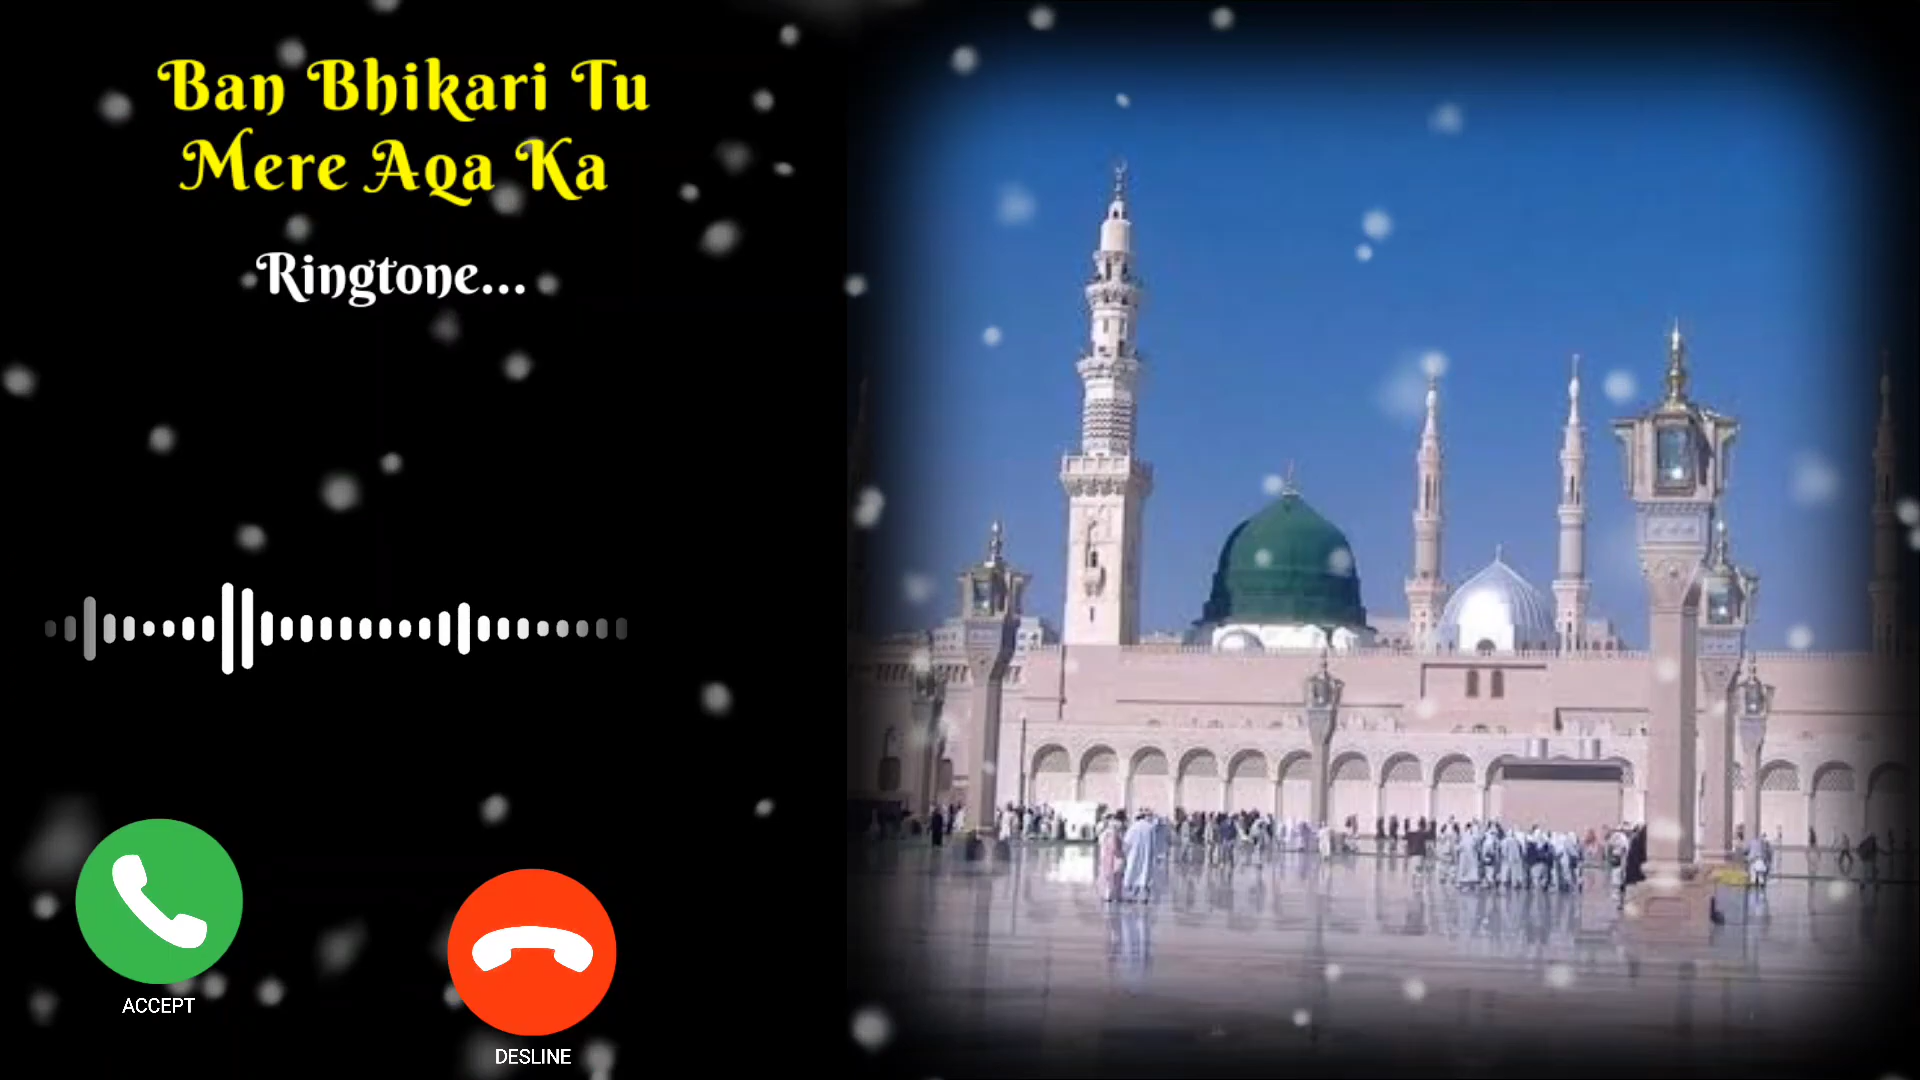 Ban Bhikari Tu
Mere Aqa Ka
Ringtone...
ACCEPT
DESLINE